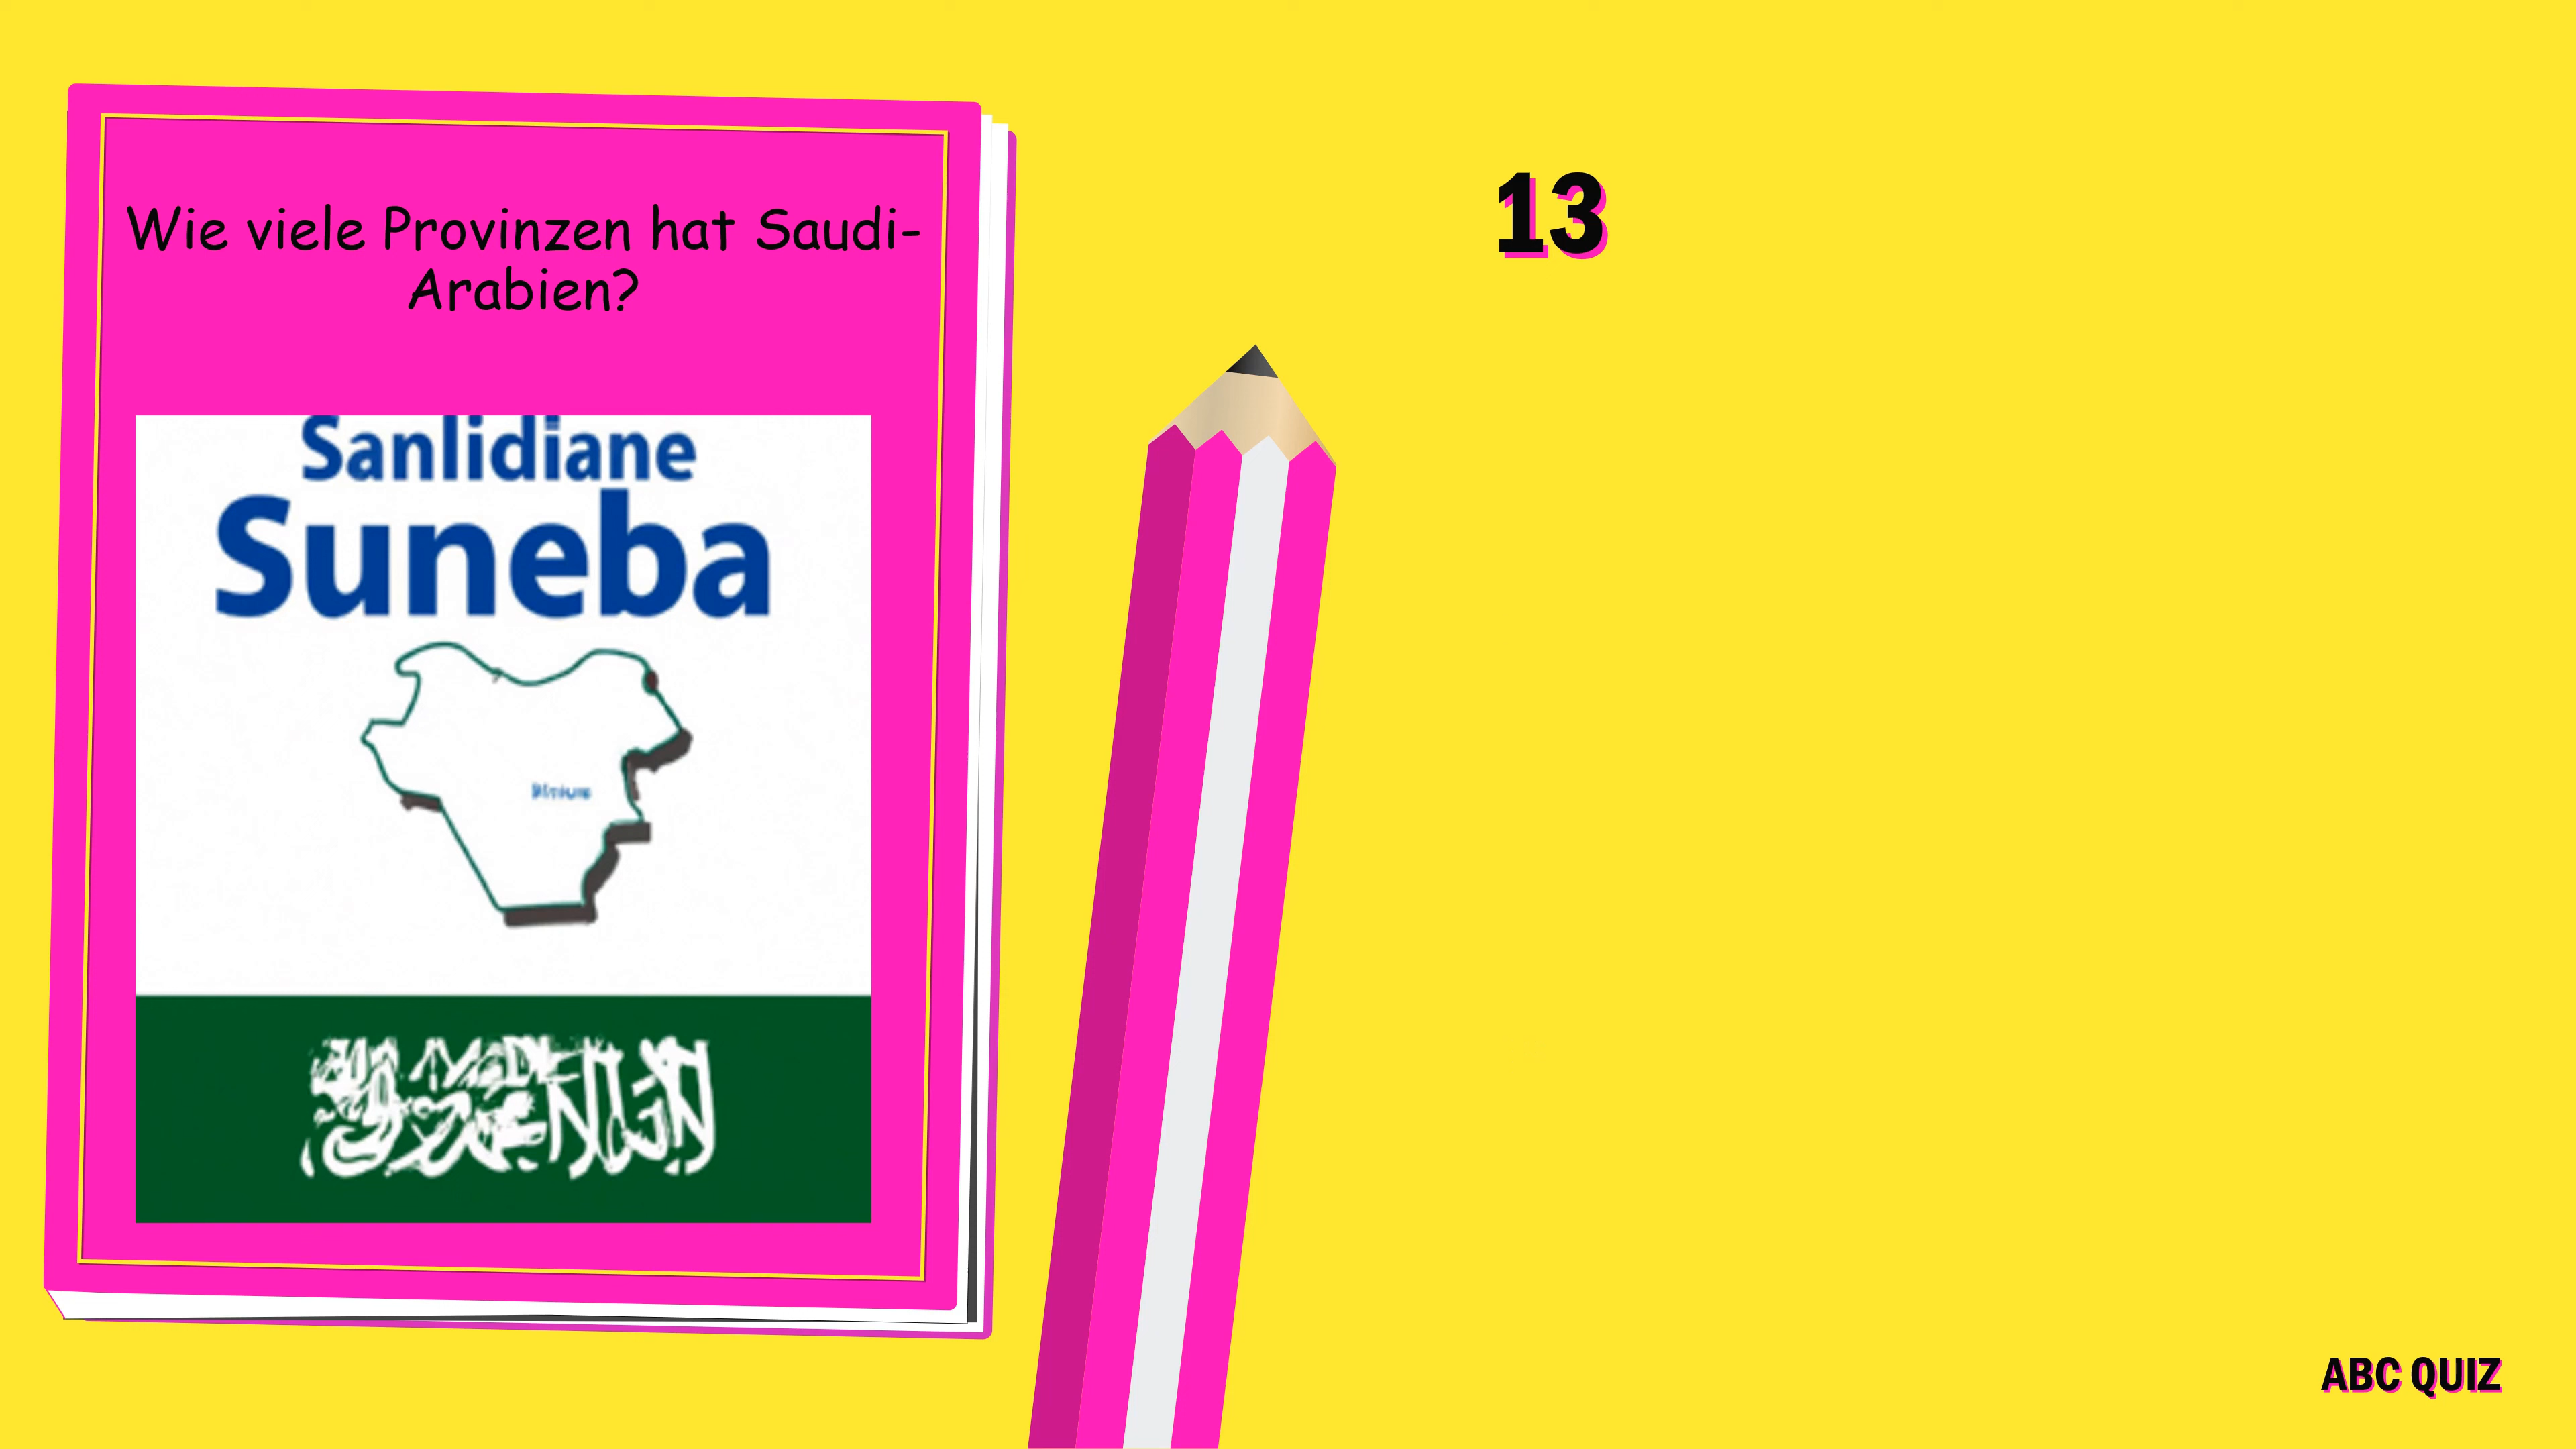 Wie viele Provinzen hat Saudi-
Arabien?
13
Sanlidiane
Suneba
ABC QUIZ